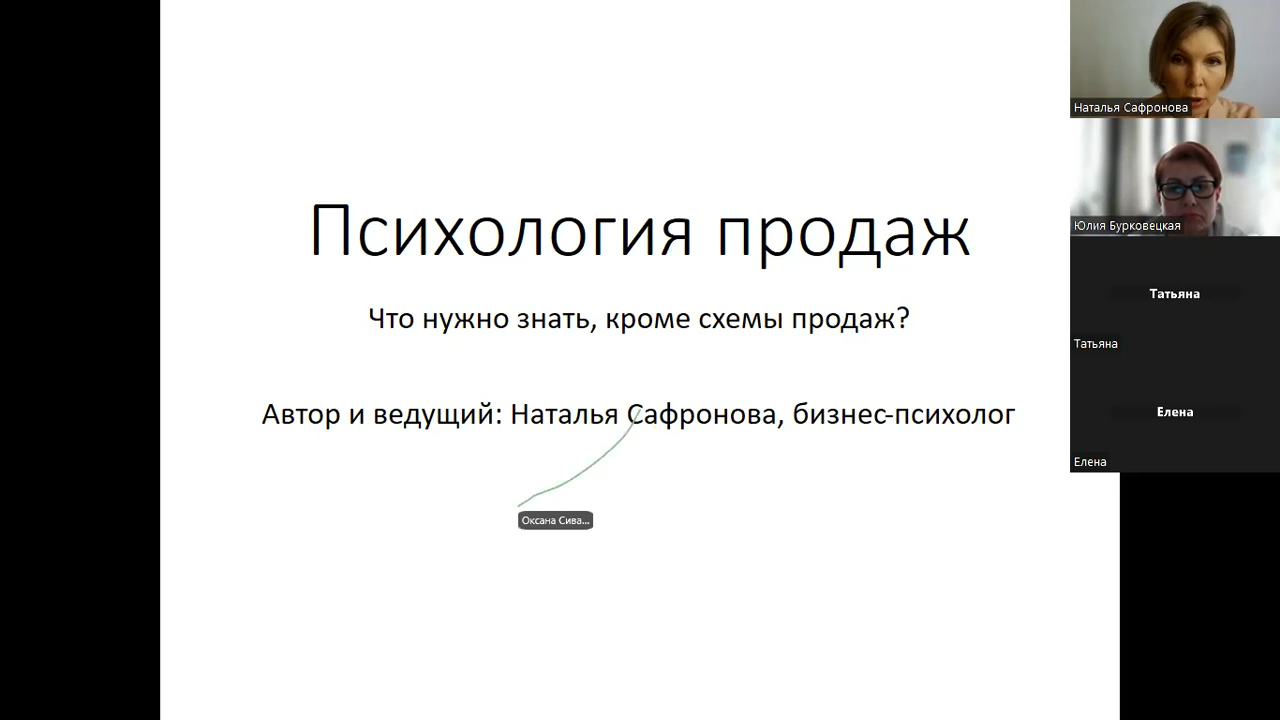 Психология продаж
Что нужно знать, кроме схемы продаж?
Автор и ведущий: Наталья Сафронова, бизнес-психолог
Оксана Сива...
Наталья Сафронова
Юлия Бурковецкая
Татьяна
Татьяна
Елена
Елена